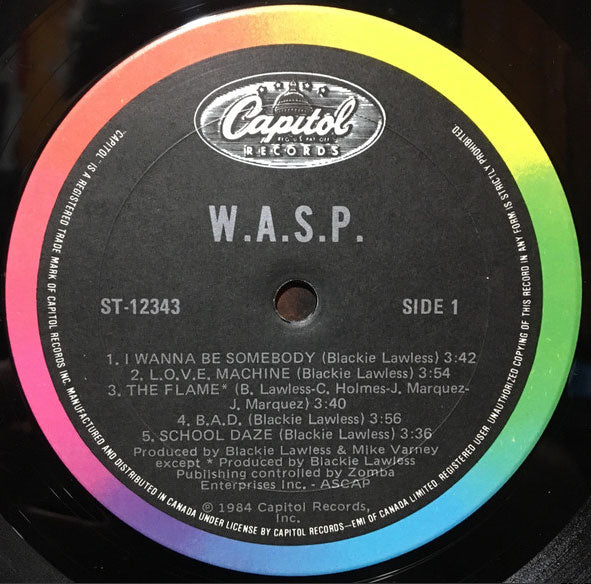 Capitol
RECORDS
W.A.S.P.
ST-12343
SIDE 1
1. I WANNA BE SOMEBODY (Blackie Lawless) 3:42
2. L.O.V.E. MACHINE (Blackie Lawless) 3:54
3. THE FLAME* (B. Lawless-C. Holmes-J. Marquez-
J. Marquez) 3:40
4. B.A.D. (Blackie Lawless) 3:56
5. SCHOOL DAZE (Blackie Lawless) 3:36
Produced by Blackie Lawless & Mike Varney
except * Produced by Blackie Lawless
Publishing controlled by Zomba
Enterprises Inc. - ASCAP
℗ © 1984 Capitol Records,
Inc.
"CAPITOL" IS A REGISTERED TRADE MARK OF CAPITOL RECORDS INC. MANUFACTURED AND DISTRIBUTED IN CANADA UNDER LICENSE BY CAPITOL RECORDS—EMI OF CANADA LIMITED, REGISTERED USER. UNAUTHORIZED COPYING OF THIS RECORD IN ANY FORM IS STRICTLY PROHIBITED.